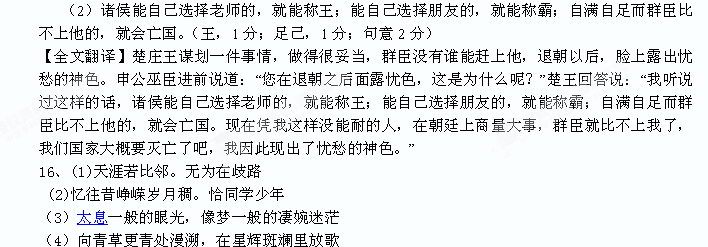 （2）诸侯能自己选择老师的，就能称王；能自己选择朋友的，就能称霸；自满自足而群臣比
不上他的，就会亡国。（王，1分；足己，1分；句意2分）
【全文翻译】楚庄王谋划一件事情，做得很妥当，群臣没有谁能赶上他，退朝以后，脸上露出忧
愁的神色。申公巫臣进前说道：“您在退朝之后面露忧色，这是为什么呢？”楚王回答说：“我听说
过这样的话，诸侯能自己选择老师的，就能称王；能自己选择朋友的，就能称霸；自满自足而群
臣比不上他的，就会亡国。现在凭我这样没能耐的人，在朝廷上商量大事，群臣就比不上我了，
我们国家大概要灭亡了吧，我因此现出了忧愁的神色。”
16、(1)天涯若比邻。无为在歧路
(2)忆往昔峥嵘岁月稠。恰同学少年
（3）太息一般的眼光，像梦一般的凄婉迷茫
（4）向青草更青处漫溯，在星辉斑斓里放歌